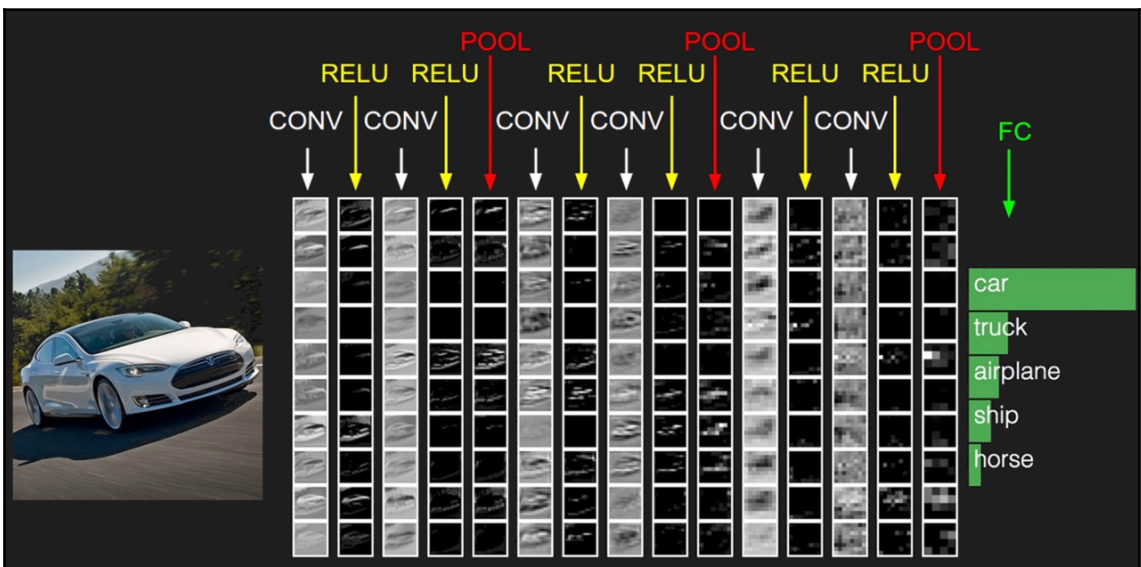 POOL POOL POOL
RELU RELU RELU RELU RELU RELU
CONV CONV CONV CONV CONV CONV
FC
car
truck
airplane
ship
horse